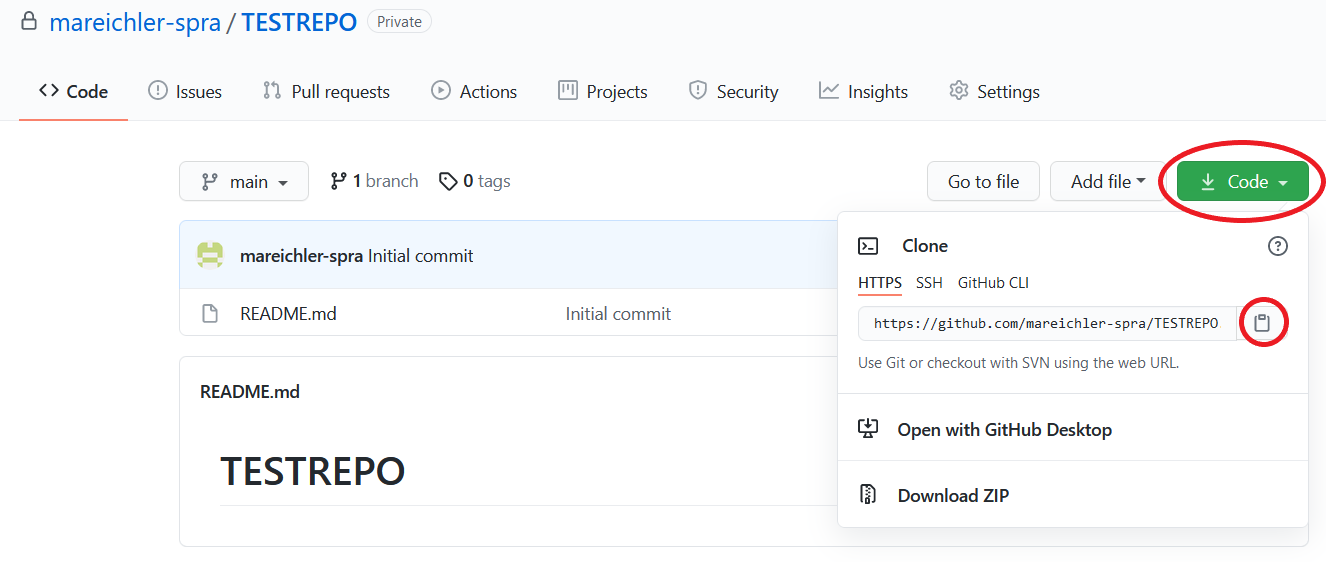 mareichler-spra / TESTREPO Private
Code Issues Pull requests Actions Projects Security Insights Settings
main 1 branch 0 tags Go to file Add file Code
mareichler-spra Initial commit
README.md Initial commit
README.md
TESTREPO
Clone
HTTPS SSH GitHub CLI
https://github.com/mareichler-spra/TESTREPO
Use Git or checkout with SVN using the web URL.
Open with GitHub Desktop
Download ZIP